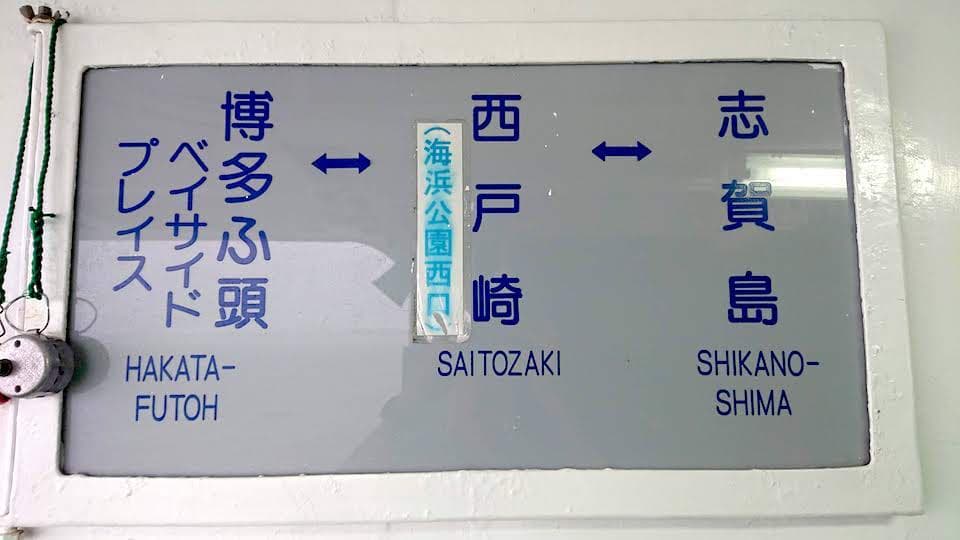 志賀島
SHIKANO-
SHIMA
西戸崎
(海浜公園西口)
SAITOZAKI
博多ふ頭
ベイサイド
プレイス
HAKATA-
FUTOH